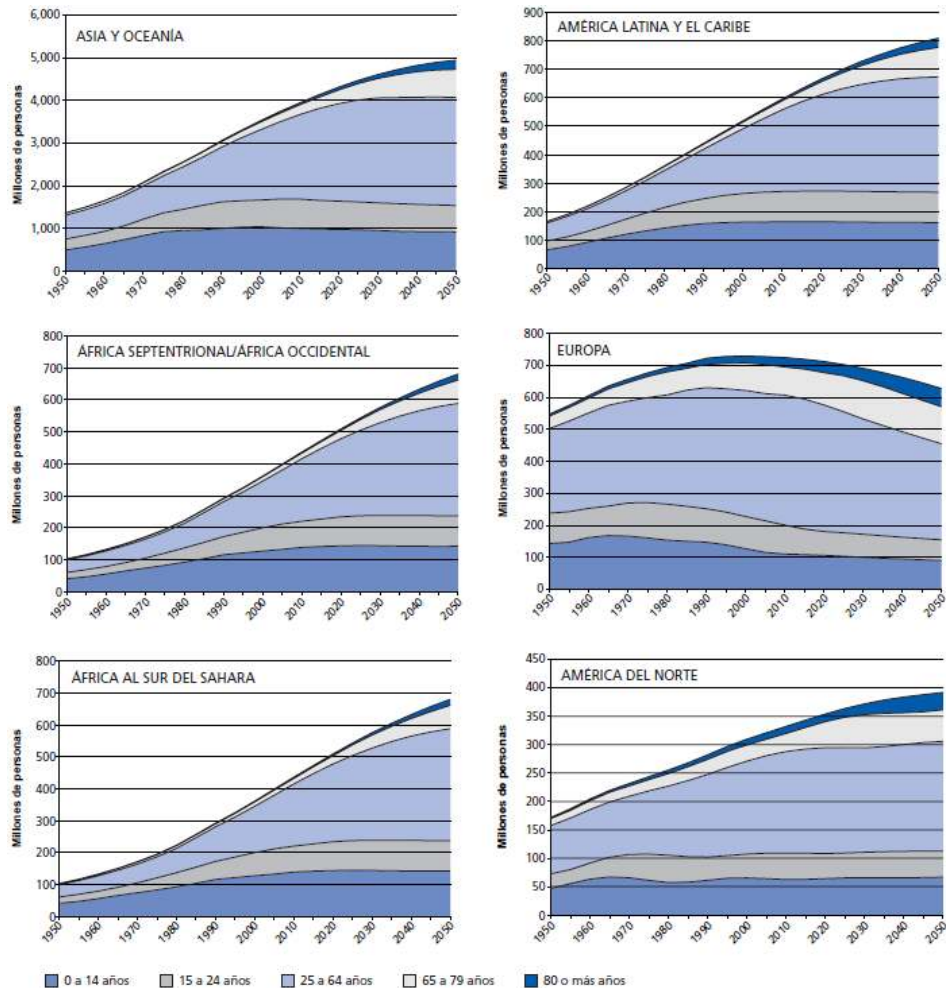 ASIA Y OCEANÍA
Millones de personas
6,000
5,000
4,000
3,000
2,000
1,000
0
1950 1960 1970 1980 1990 2000 2010 2020 2030 2040 2050
AMÉRICA LATINA Y EL CARIBE
Millones de personas
900
800
700
600
500
400
300
200
100
0
1950 1960 1970 1980 1990 2000 2010 2020 2030 2040 2050
ÁFRICA SEPTENTRIONAL/ÁFRICA OCCIDENTAL
Millones de personas
800
700
600
500
400
300
200
100
0
1950 1960 1970 1980 1990 2000 2010 2020 2030 2040 2050
EUROPA
Millones de personas
800
700
600
500
400
300
200
100
0
1950 1960 1970 1980 1990 2000 2010 2020 2030 2040 2050
ÁFRICA AL SUR DEL SAHARA
Millones de personas
800
700
600
500
400
300
200
100
0
1950 1960 1970 1980 1990 2000 2010 2020 2030 2040 2050
AMÉRICA DEL NORTE
Millones de personas
450
400
350
300
250
200
150
100
50
0
1950 1960 1970 1980 1990 2000 2010 2020 2030 2040 2050
0 a 14 años 15 a 24 años 25 a 64 años 65 a 79 años 80 o más años